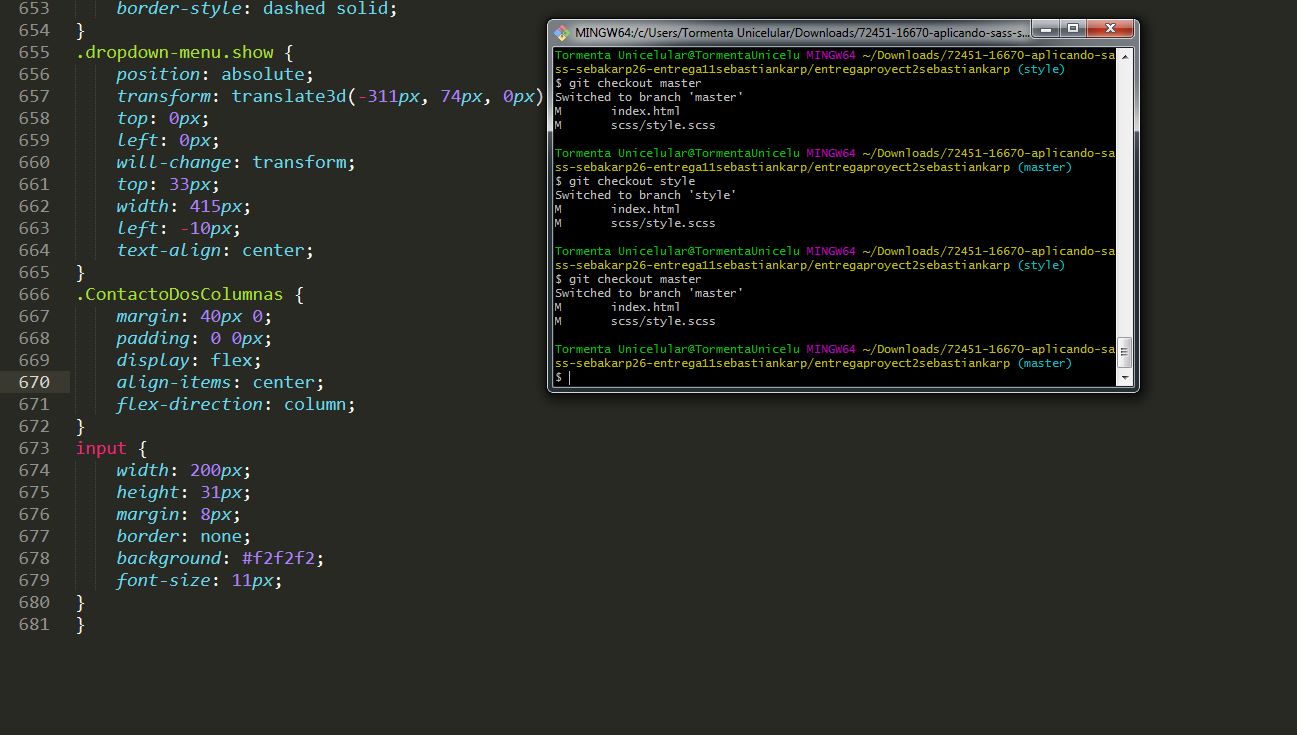 653 border-style: dashed solid;
654 }
655 .dropdown-menu.show {
656 position: absolute;
657 transform: translate3d(-311px, 74px, 0px)
658 top: 0px;
659 left: 0px;
660 will-change: transform;
661 top: 33px;
662 width: 415px;
663 left: -10px;
664 text-align: center;
665 }
666 .ContactoDosColumnas {
667 margin: 40px 0;
668 padding: 0 0px;
669 display: flex;
670 align-items: center;
671 flex-direction: column;
672 }
673 input {
674 width: 200px;
675 height: 31px;
676 margin: 8px;
677 border: none;
678 background: #f2f2f2;
679 font-size: 11px;
680 }
681 }
MINGW64:/c/Users/Tormenta Unicelular/Downloads/72451-16670-aplicando-sass-s...
Tormenta Unicelular@TormentaUnicelu MINGW64 ~/Downloads/72451-16670-aplicando-sa
ss-sebakarp26-entrega11sebastiankarp/entregaproyect2sebastiankarp (style)
$ git checkout master
Switched to branch 'master'
M index.html
M scss/style.scss
Tormenta Unicelular@TormentaUnicelu MINGW64 ~/Downloads/72451-16670-aplicando-sa
ss-sebakarp26-entrega11sebastiankarp/entregaproyect2sebastiankarp (master)
$ git checkout style
Switched to branch 'style'
M index.html
M scss/style.scss
Tormenta Unicelular@TormentaUnicelu MINGW64 ~/Downloads/72451-16670-aplicando-sa
ss-sebakarp26-entrega11sebastiankarp/entregaproyect2sebastiankarp (style)
$ git checkout master
Switched to branch 'master'
M index.html
M scss/style.scss
Tormenta Unicelular@TormentaUnicelu MINGW64 ~/Downloads/72451-16670-aplicando-sa
ss-sebakarp26-entrega11sebastiankarp/entregaproyect2sebastiankarp (master)
$